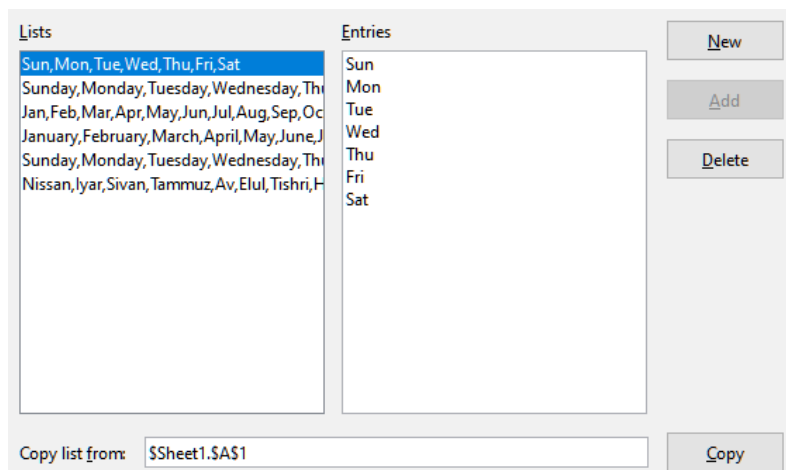 Lists
Entries
New
Sun,Mon,Tue,Wed,Thu,Fri,Sat
Sunday,Monday,Tuesday,Wednesday,Thu
Jan,Feb,Mar,Apr,May,Jun,Jul,Aug,Sep,Oc
January,February,March,April,May,June,J
Sunday,Monday,Tuesday,Wednesday,Thu
Nissan,Iyar,Sivan,Tammuz,Av,Elul,Tishri,H
Sun
Mon
Tue
Wed
Thu
Fri
Sat
Add
Delete
Copy list from: $Sheet1.$A$1
Copy